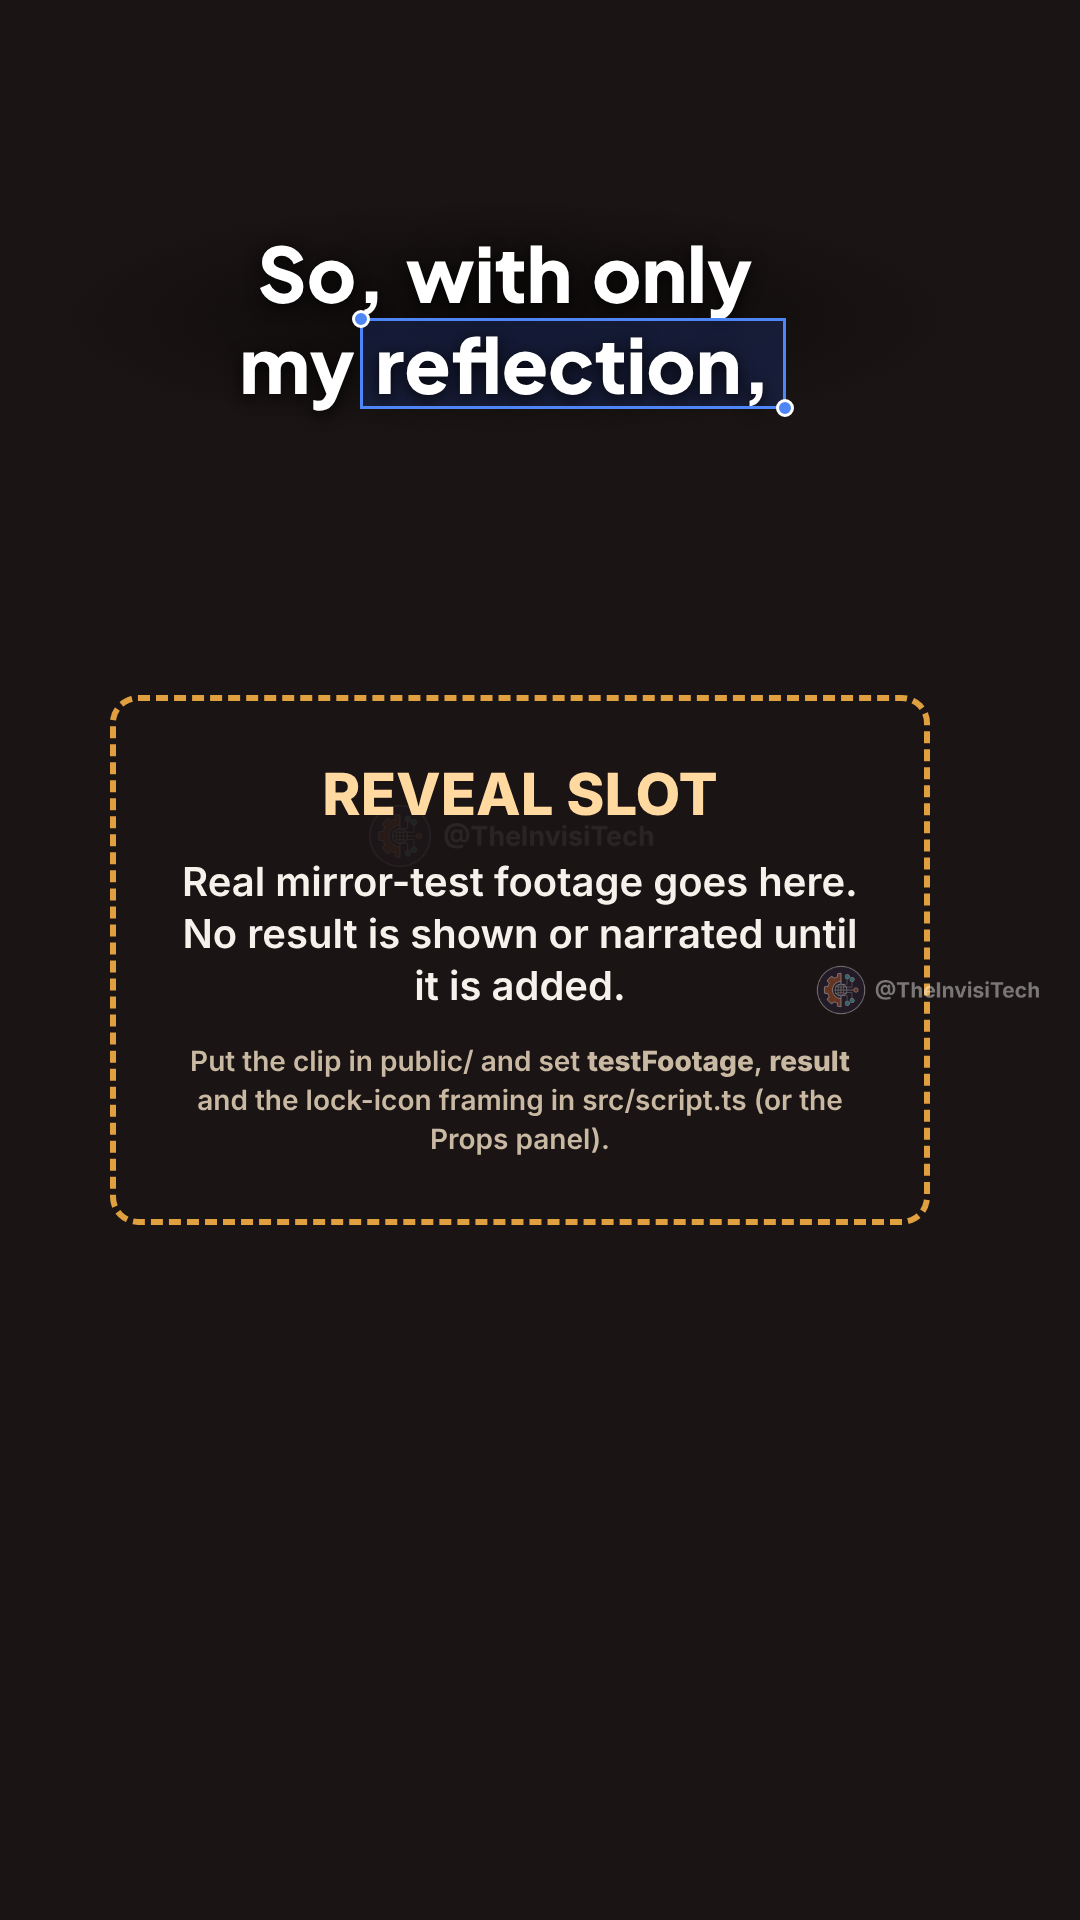 So, with only
my reflection,
REVEAL SLOT
@TheInvisiTech
Real mirror-test footage goes here.
No result is shown or narrated until
it is added.
@TheInvisiTech
Put the clip in public/ and set testFootage, result
and the lock-icon framing in src/script.ts (or the
Props panel).